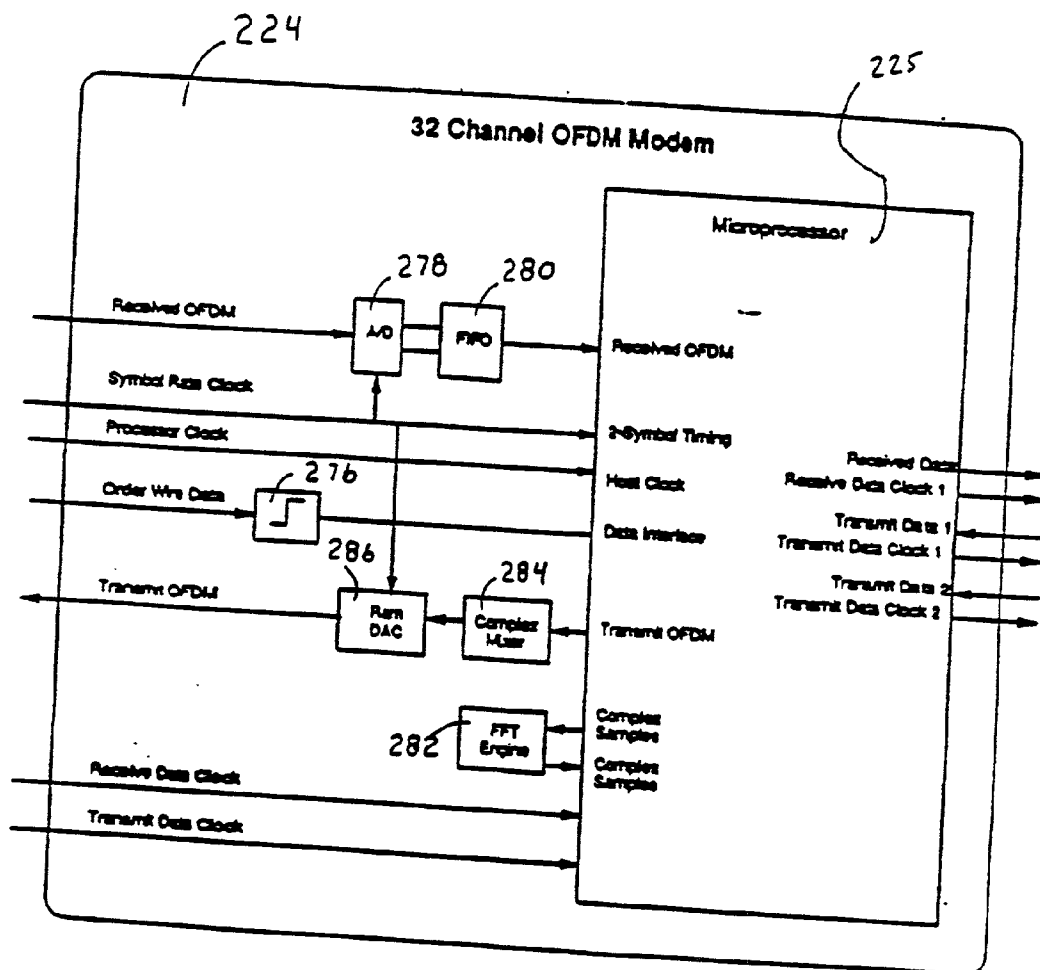 224
225
32 Channel OFDM Modem
Microprocessor
278
280
Received OFDM
A/D
FIFO
Received OFDM
Symbol Rate Clock
2-Symbol Timing
Processor Clock
Host Clock
276
Order Wire Data
Data Interface
Received Data
Receive Data Clock 1
Transmit Data 1
Transmit Data Clock 1
Transmit Data 2
Transmit Data Clock 2
286
284
Transmit OFDM
Ram
DAC
Complex
Mixer
Transmit OFDM
282
FFT
Engine
Complex
Samples
Complex
Samples
Receive Data Clock
Transmit Data Clock